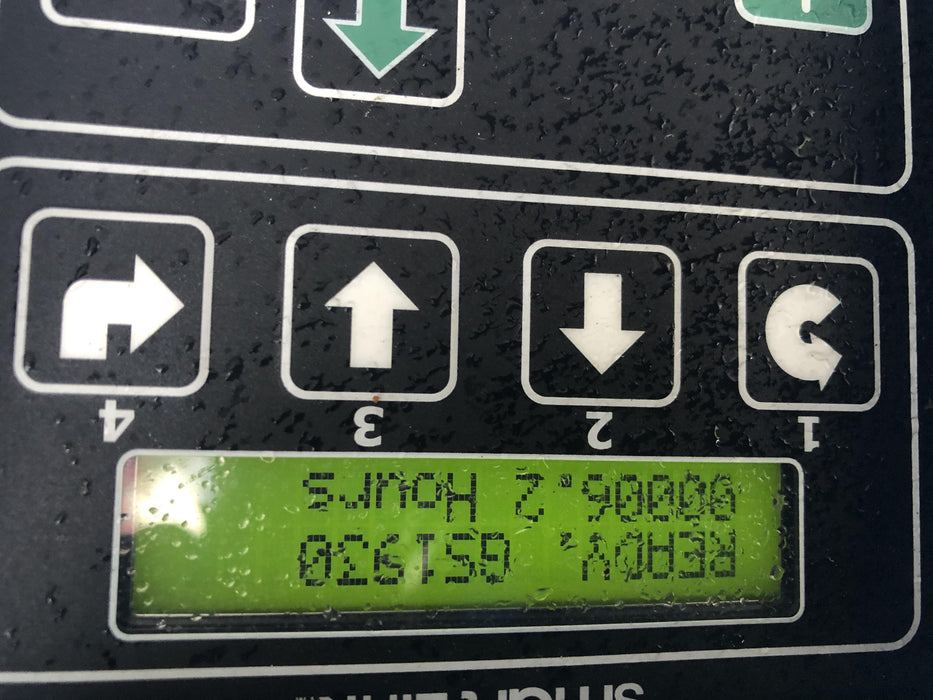 READY, GS1930
00006.2 Hours
1 2 3 4